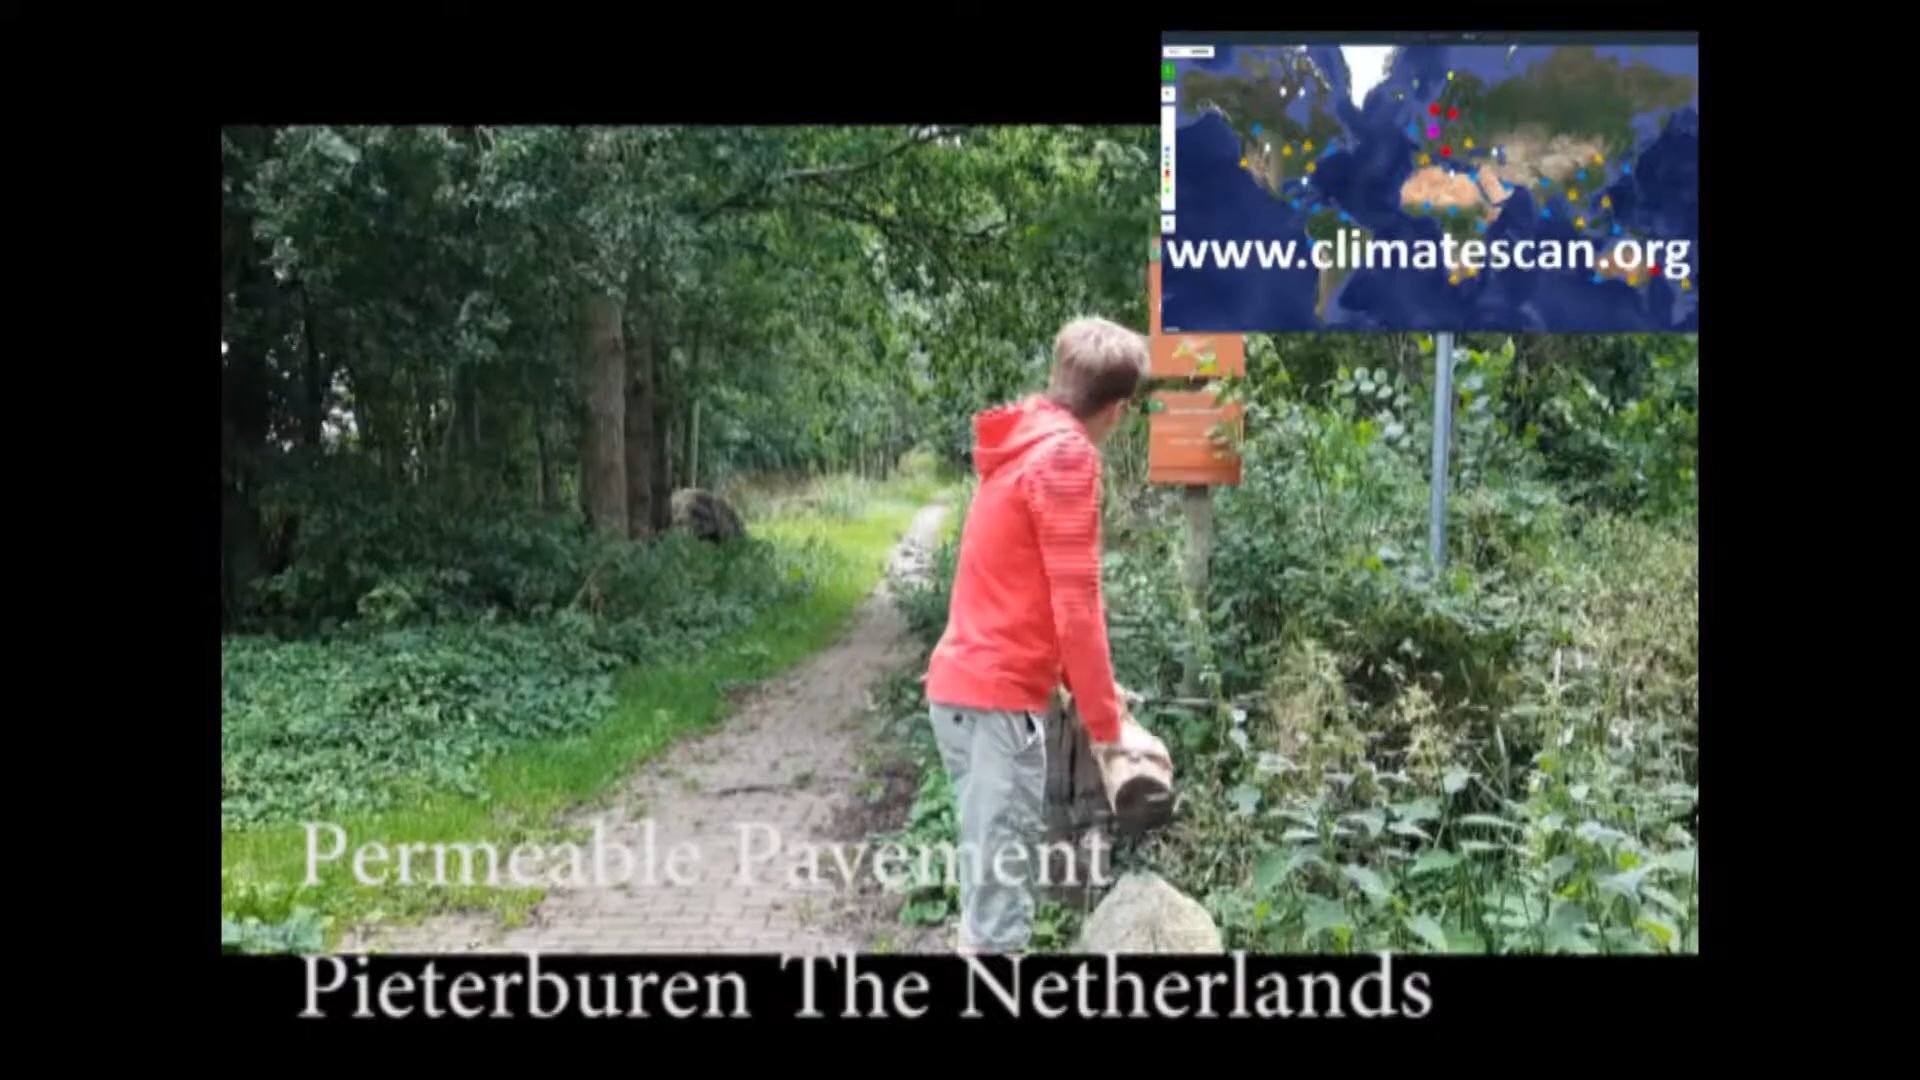 www.climatescan.org
Permeable Pavement
Pieterburen The Netherlands